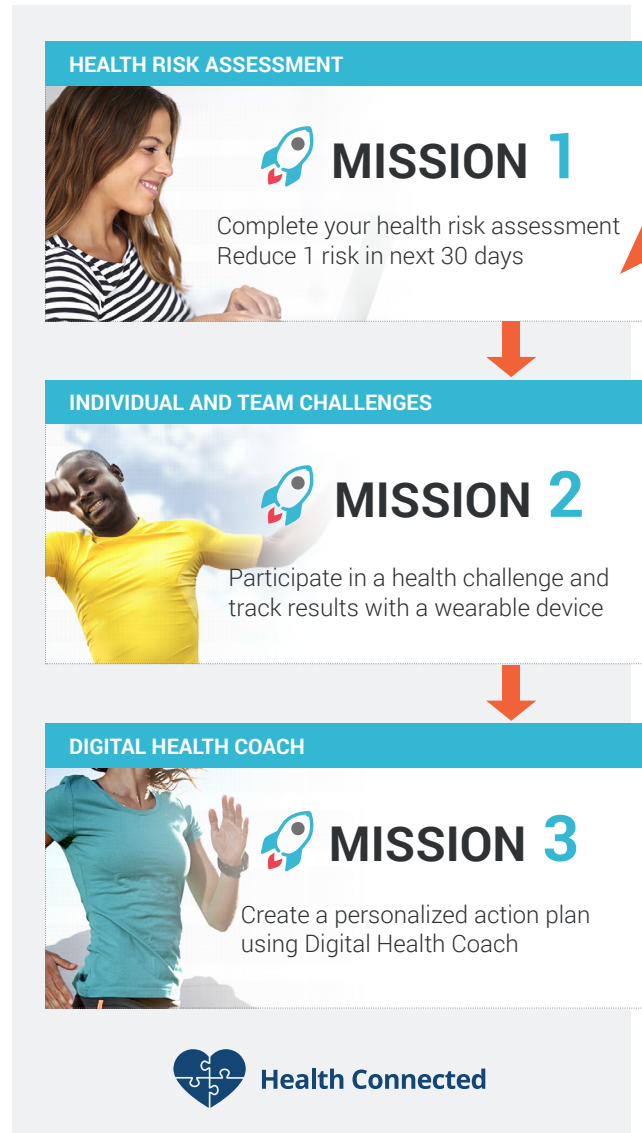 HEALTH RISK ASSESSMENT
MISSION 1
Complete your health risk assessment
Reduce 1 risk in next 30 days
INDIVIDUAL AND TEAM CHALLENGES
MISSION 2
Participate in a health challenge and
track results with a wearable device
DIGITAL HEALTH COACH
MISSION 3
Create a personalized action plan
using Digital Health Coach
Health Connected